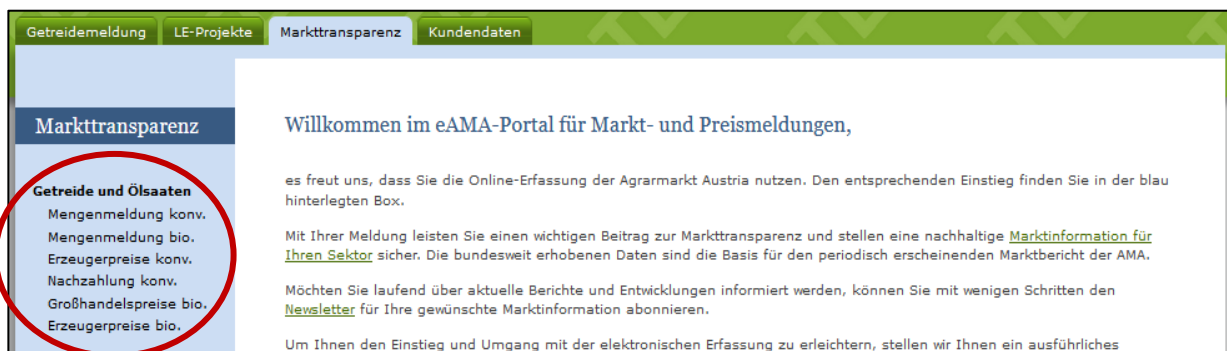 Getreidemeldung LE-Projekte Markttransparenz Kundendaten
Markttransparenz
Getreide und Ölsaaten
Mengenmeldung konv.
Mengenmeldung bio.
Erzeugerpreise konv.
Nachzahlung konv.
Großhandelspreise bio.
Erzeugerpreise bio.
Willkommen im eAMA-Portal für Markt- und Preismeldungen,
es freut uns, dass Sie die Online-Erfassung der Agrarmarkt Austria nutzen. Den entsprechenden Einstieg finden Sie in der blau
hinterlegten Box.
Mit Ihrer Meldung leisten Sie einen wichtigen Beitrag zur Markttransparenz und stellen eine nachhaltige Marktinformation für
Ihren Sektor sicher. Die bundesweit erhobenen Daten sind die Basis für den periodisch erscheinenden Marktbericht der AMA.
Möchten Sie laufend über aktuelle Berichte und Entwicklungen informiert werden, können Sie mit wenigen Schritten den
Newsletter für Ihre gewünschte Marktinformation abonnieren.
Um Ihnen den Einstieg und Umgang mit der elektronischen Erfassung zu erleichtern, stellen wir Ihnen ein ausführliches